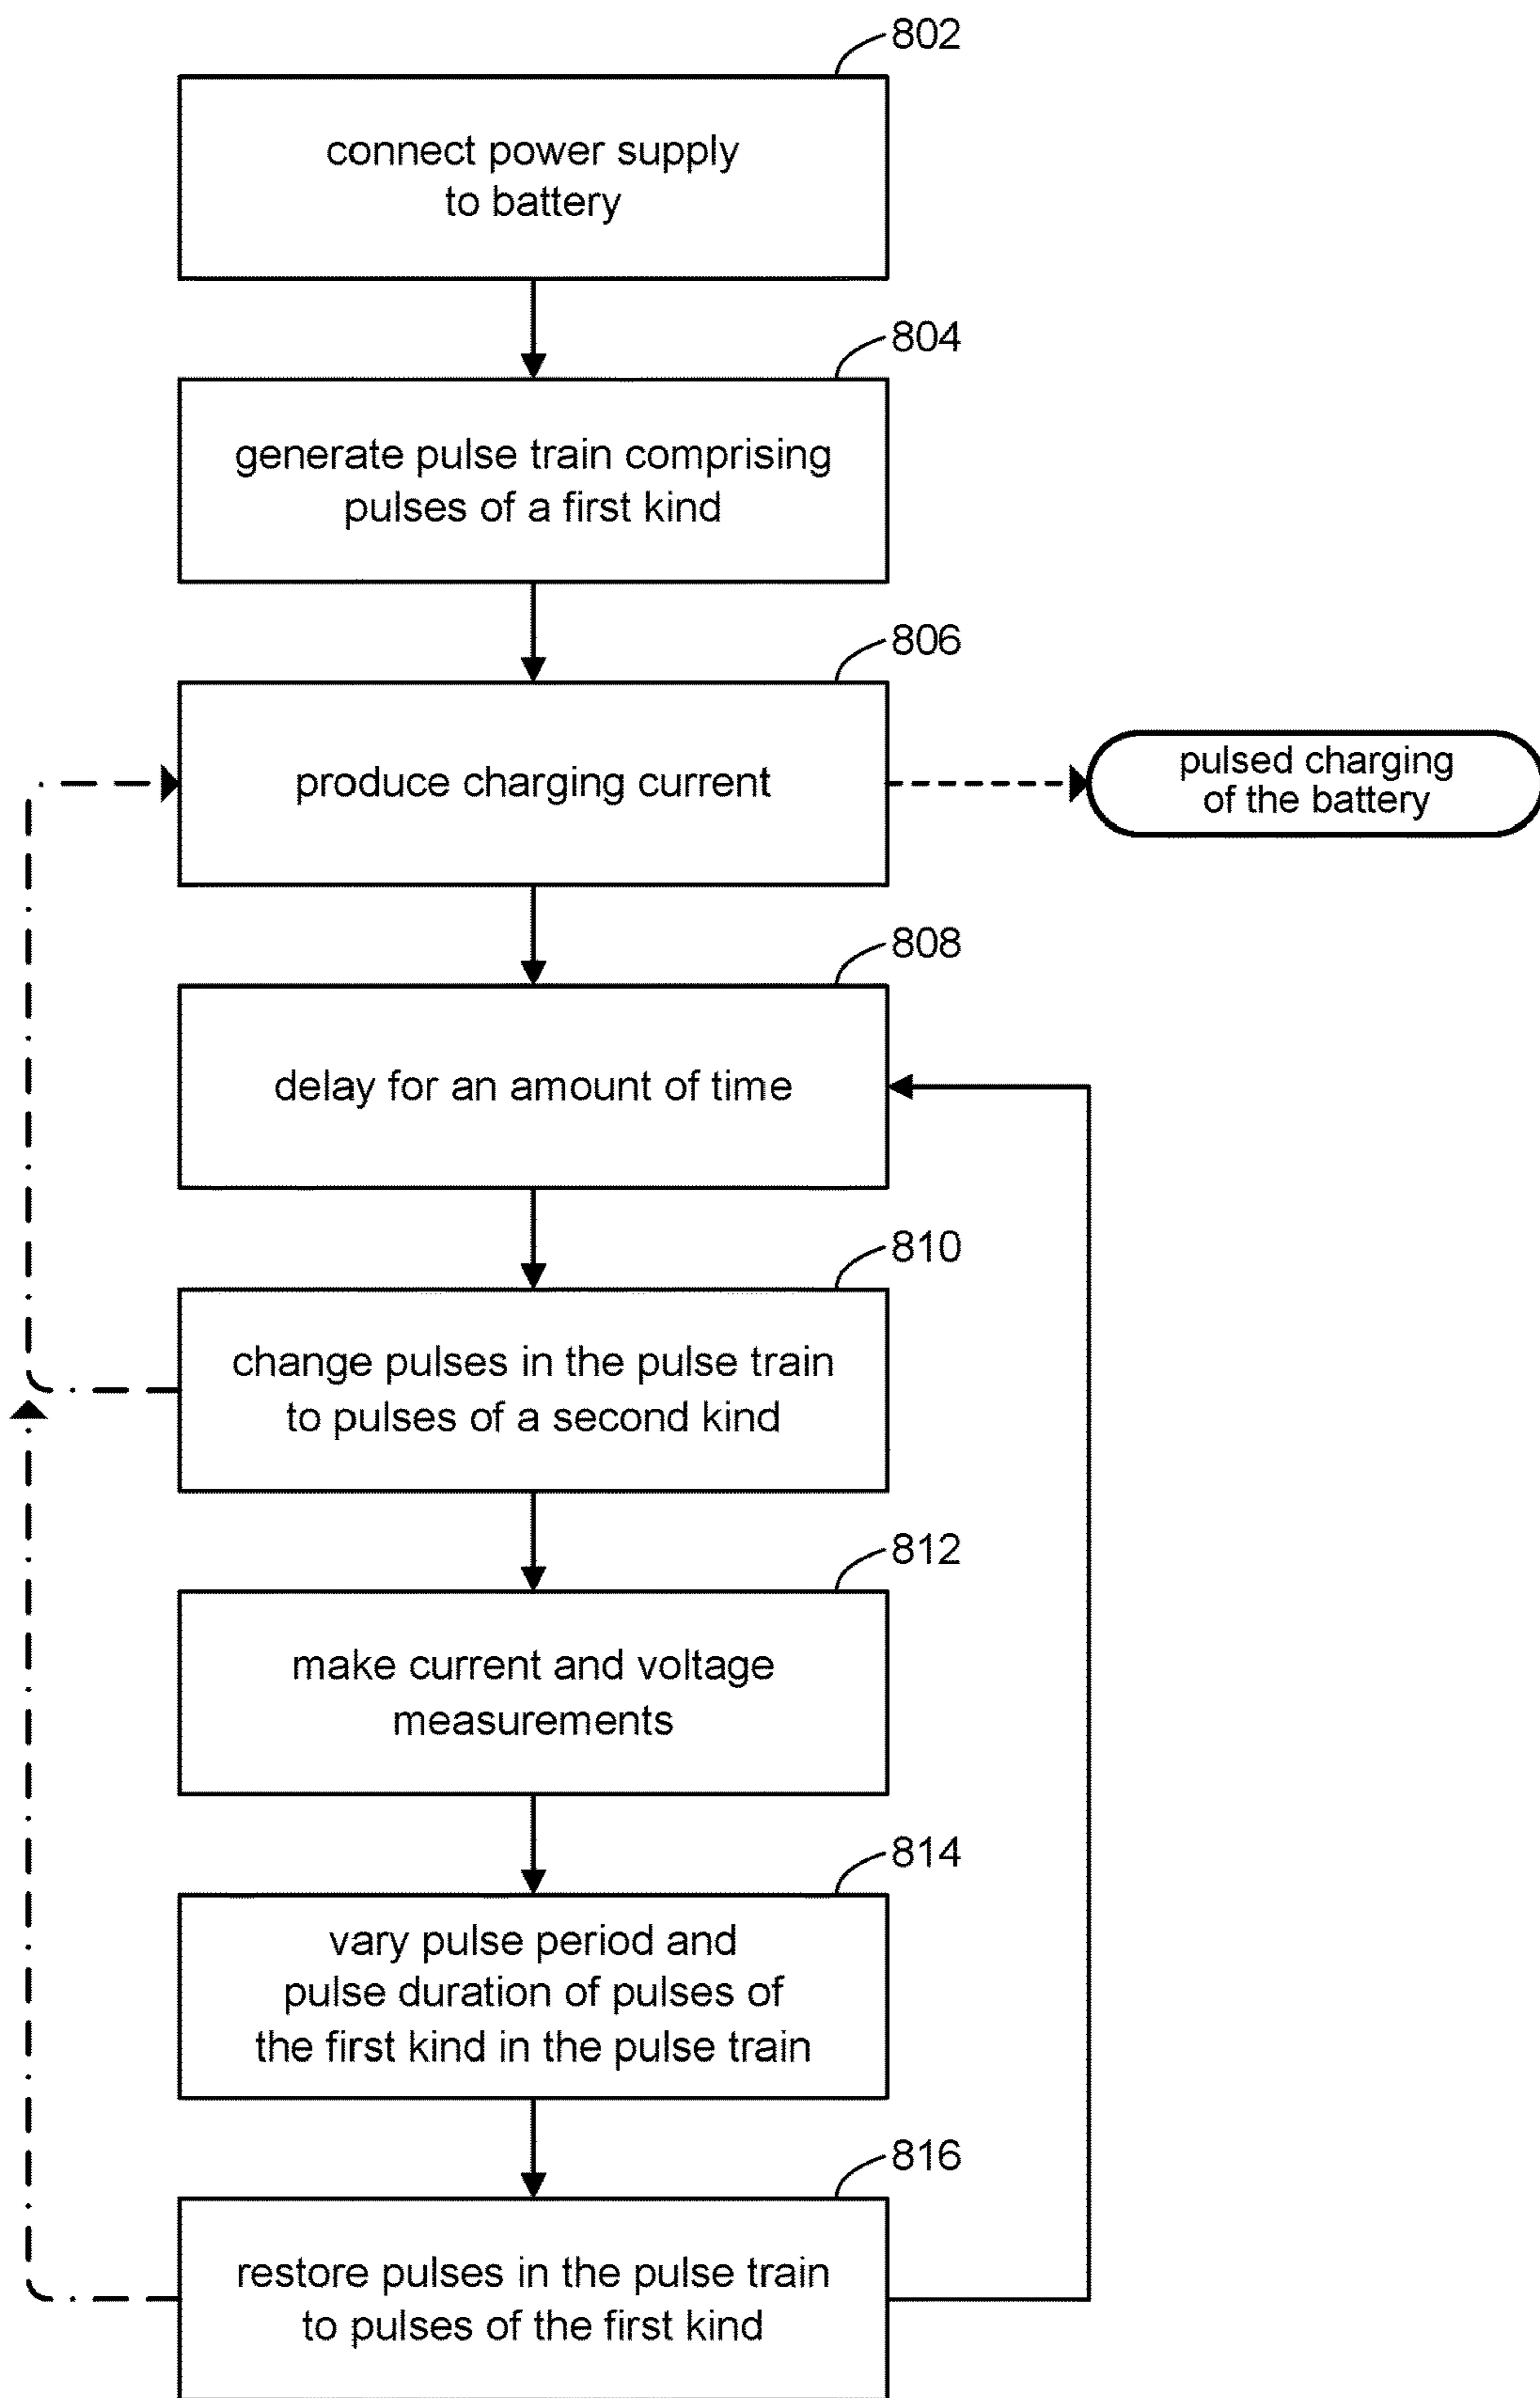 802
connect power supply
to battery
804
generate pulse train comprising
pulses of a first kind
806
produce charging current
pulsed charging
of the battery
808
delay for an amount of time
810
change pulses in the pulse train
to pulses of a second kind
812
make current and voltage
measurements
814
vary pulse period and
pulse duration of pulses of
the first kind in the pulse train
816
restore pulses in the pulse train
to pulses of the first kind